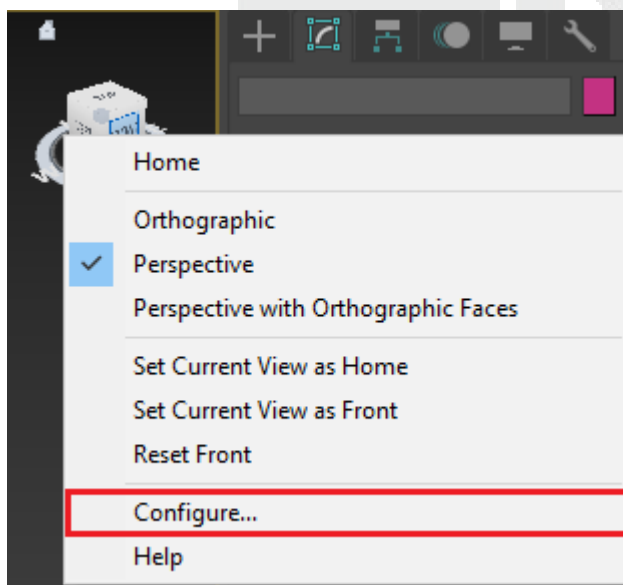 Home
Orthographic
Perspective
Perspective with Orthographic Faces
Set Current View as Home
Set Current View as Front
Reset Front
Configure...
Help